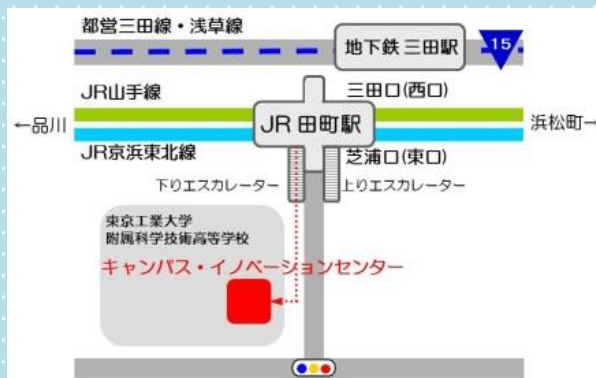 都営三田線・浅草線
地下鉄 三田駅
15
JR山手線
三田口(西口)
←品川
JR 田町駅
浜松町→
JR京浜東北線
芝浦口(東口)
下りエスカレーター
上りエスカレーター
東京工業大学
附属科学技術高等学校
キャンパス・イノベーションセンター